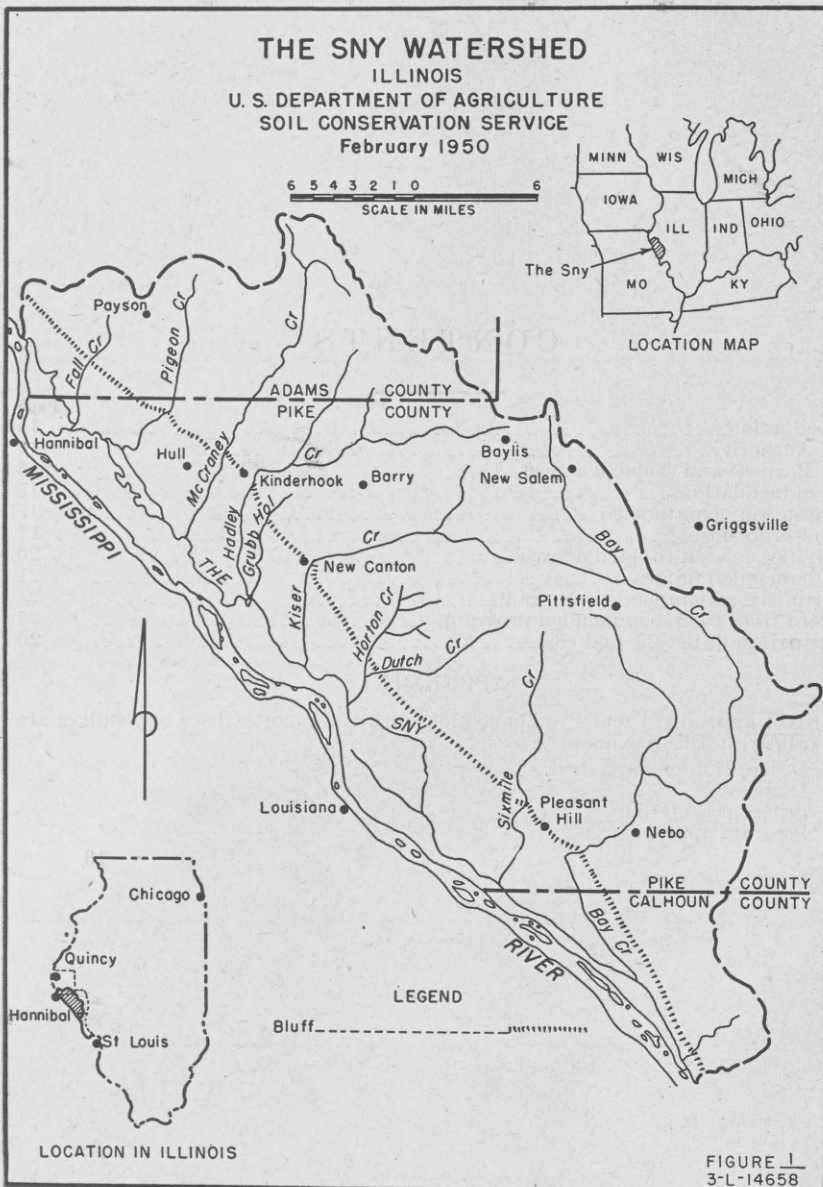 THE SNY WATERSHED
ILLINOIS
U. S. DEPARTMENT OF AGRICULTURE
SOIL CONSERVATION SERVICE
February 1950
6 5 4 3 2 1 0 6
SCALE IN MILES
MINN
WIS
MICH
IOWA
ILL
IND
OHIO
The Sny
MO
KY
LOCATION MAP
Payson
Fall Cr
Pigeon Cr
Cr
ADAMS COUNTY
PIKE COUNTY
Hannibal
Hull
McCraney
Cr
Kinderhook
Barry
Baylis
New Salem
MISSISSIPPI
THE
Hadley
Grubb Hol
Cr
Bay
Griggsville
New Canton
Kiser
Horton Cr
Pittsfield
Cr
Dutch
Cr
Cr
SNY
Louisiana
Sixmile
Pleasant
Hill
Nebo
PIKE COUNTY
CALHOUN COUNTY
Bay Cr
RIVER
Chicago
Quincy
Hannibal
St Louis
LOCATION IN ILLINOIS
LEGEND
Bluff
FIGURE 1
3-L-14658